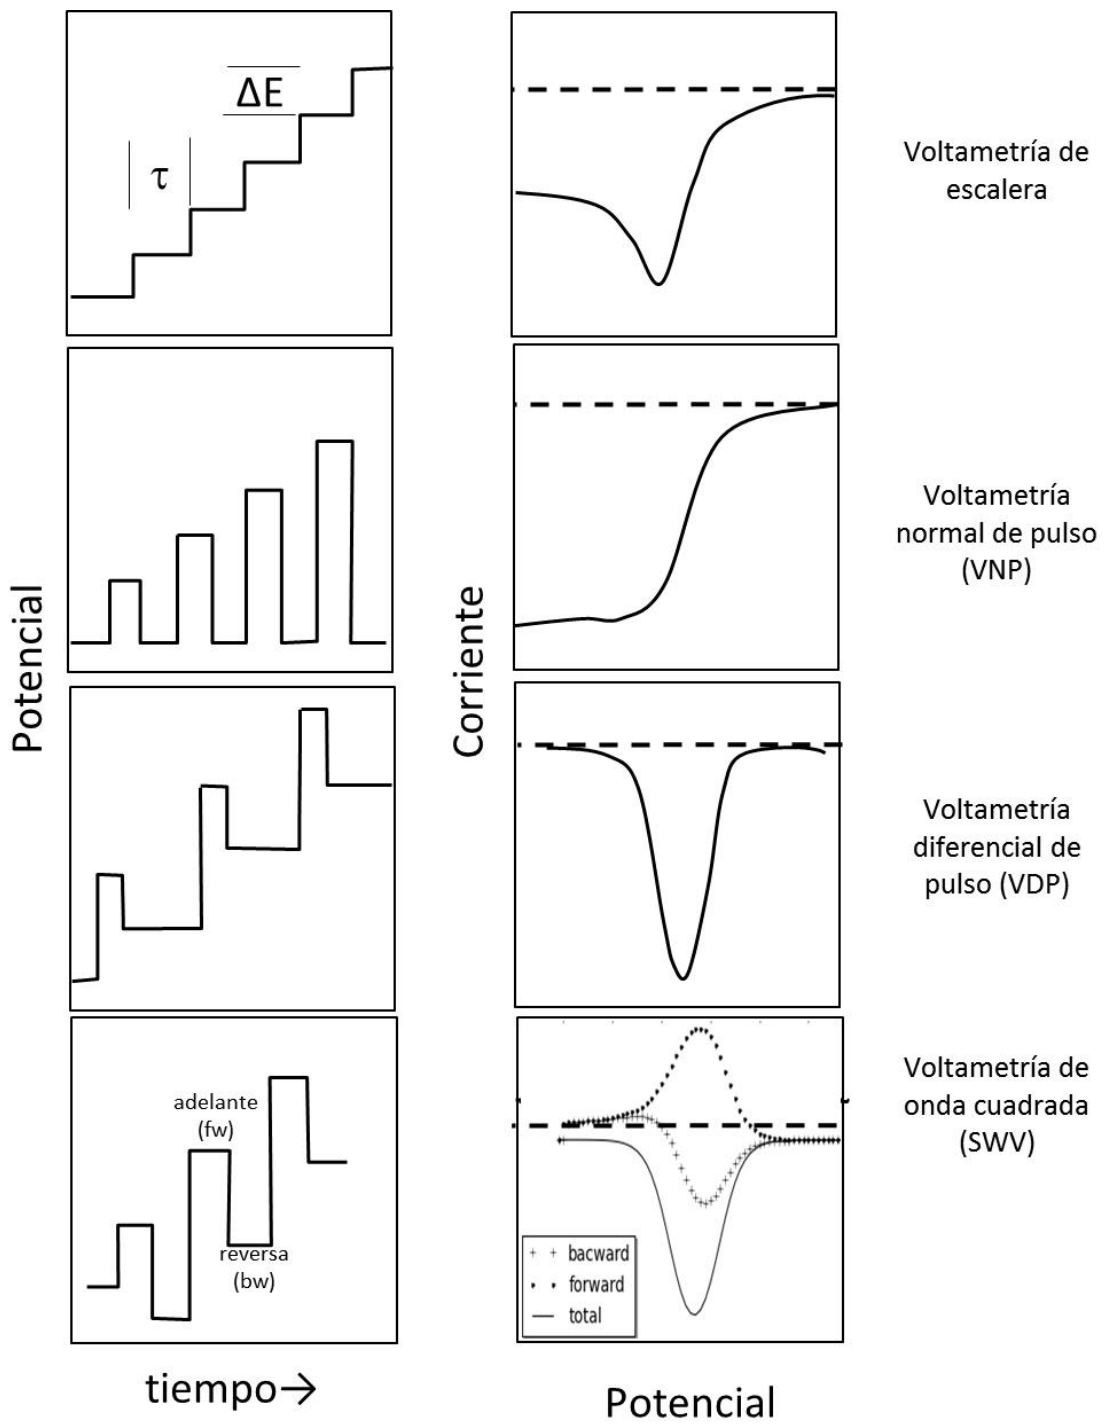 ΔE
τ
Voltametría de
escalera
Voltametría
normal de pulso
(VNP)
Potencial
Corriente
Voltametría
diferencial de
pulso (VDP)
adelante
(fw)
reversa
(bw)
bacward
forward
total
Voltametría de
onda cuadrada
(SWV)
tiempo→
Potencial